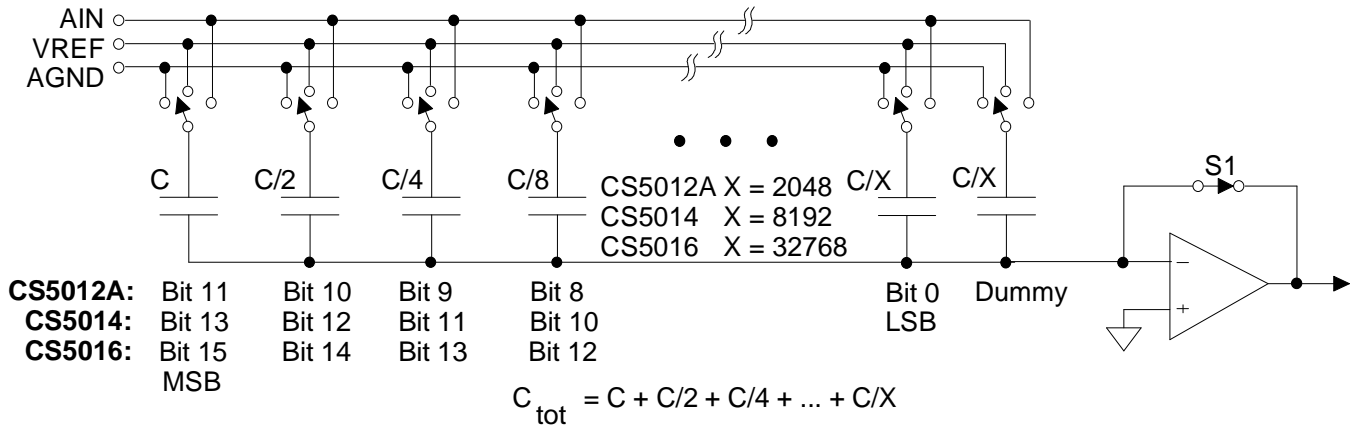 AIN
VREF
AGND
C
C/2
C/4
C/8
C/X
C/X
S1
CS5012A X = 2048
CS5014 X = 8192
CS5016 X = 32768
−
+
CS5012A: Bit 11 Bit 10 Bit 9 Bit 8 Bit 0 Dummy
CS5014: Bit 13 Bit 12 Bit 11 Bit 10 LSB
CS5016: Bit 15 Bit 14 Bit 13 Bit 12
MSB
C tot = C + C/2 + C/4 + ... + C/X